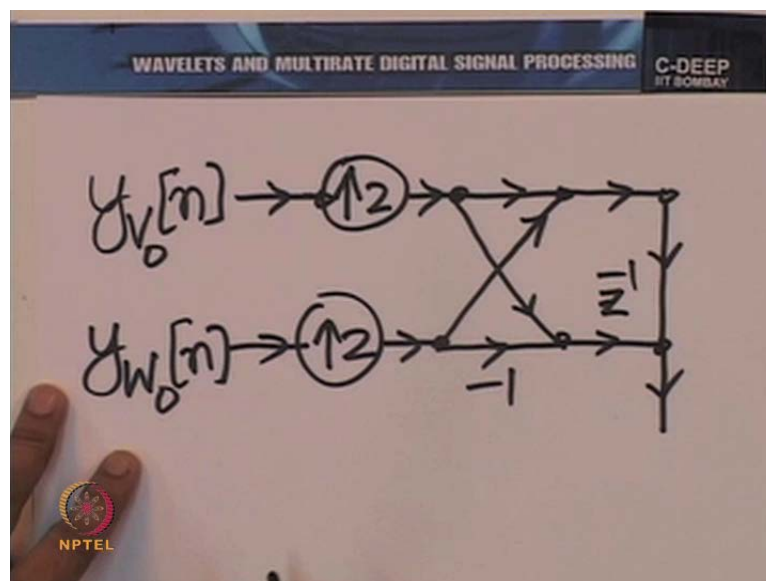 WAVELETS AND MULTIRATE DIGITAL SIGNAL PROCESSING
C-DEEP
IIT BOMBAY
y_{V_0}[n] ↑2
z^{-1}
y_{W_0}[n] ↑2
-1
NPTEL